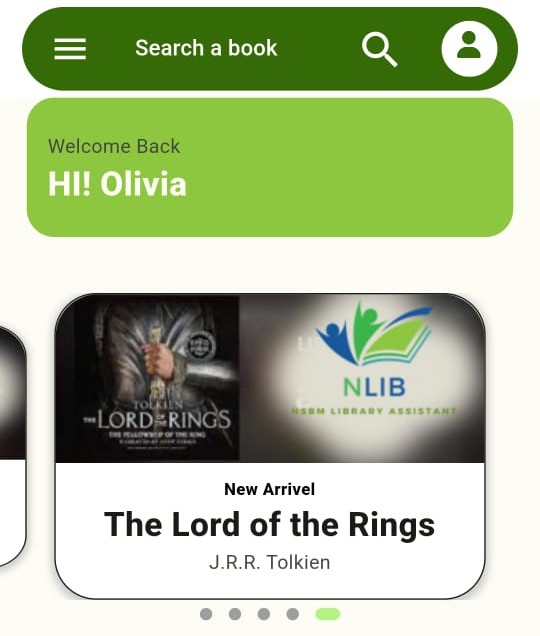 Search a book
Welcome Back
HI! Olivia
TOLKIEN
THE LORD OF THE RINGS
THE FELLOWSHIP OF THE RING
NLIB
NSBM LIBRARY ASSISTANT
New Arrivel
The Lord of the Rings
J.R.R. Tolkien